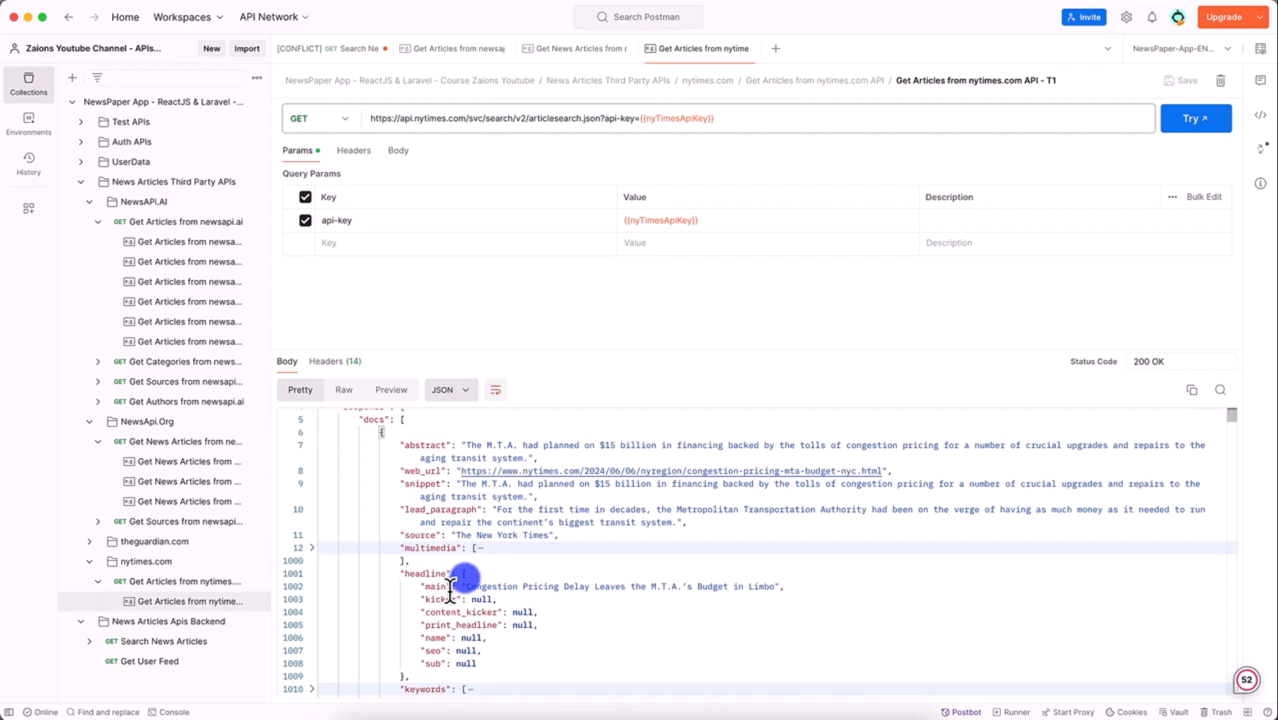 Home
Workspaces
API Network
Search Postman
Invite
Upgrade
Zaions Youtube Channel - APIs...
New
Import
[CONFLICT] GET Search Ne
GET Get Articles from newsap
GET Get News Articles from r
GET Get Articles from nytime
NewsPaper-App-EN...
Collections
Environments
History
NewsPaper App - ReactJS & Laravel -...
Test APIs
Auth APIs
UserData
News Articles Third Party APIs
NewsAPi.AI
GET Get Articles from newsapi.ai
Get Articles from newsa...
Get Articles from newsa...
Get Articles from newsa...
Get Articles from newsa...
Get Articles from newsa...
Get Articles from newsa...
GET Get Categories from news...
GET Get Sources from newsapi...
GET Get Authors from newsapi.ai
NewsApi.Org
GET Get News Articles from ne...
Get News Articles from ...
Get News Articles from ...
Get News Articles from ...
GET Get Sources from newsapi...
theguardian.com
nytimes.com
GET Get Articles from nytimes....
Get Articles from nytime...
News Articles Apis Backend
Search News Articles
GET Get User Feed
NewsPaper App - ReactJS & Laravel - Course Zaions Youtube / News Articles Third Party APIs / nytimes.com / Get Articles from nytimes.com API / Get Articles from nytimes.com API - T1
Save
GET
https://api.nytimes.com/svc/search/v2/articlesearch.json?api-key={{nyTimesApiKey}}
Try
Params
Headers
Body
Query Params
Key
Value
Description
Bulk Edit
api-key
{{nyTimesApiKey}}
Key
Value
Description
Body
Headers (14)
Status Code
200 OK
Pretty
Raw
Preview
JSON
5 "docs": [
6 {
7 "abstract": "The M.T.A. had planned on $15 billion in financing backed by the tolls of congestion pricing for a number of crucial upgrades and repairs to the
aging transit system.",
8 "web_url": "https://www.nytimes.com/2024/06/06/nyregion/congestion-pricing-mta-budget-nyc.html",
9 "snippet": "The M.T.A. had planned on $15 billion in financing backed by the tolls of congestion pricing for a number of crucial upgrades and repairs to the
aging transit system.",
10 "lead_paragraph": "For the first time in decades, the Metropolitan Transportation Authority had been on the verge of having as much money as it needed to run
and repair the continent's biggest transit system.",
11 "source": "The New York Times",
12 "multimedia": [
1000 ],
1001 "headline": {
1002 "main": "Congestion Pricing Delay Leaves the M.T.A.'s Budget in Limbo",
1003 "kicker": null,
1004 "content_kicker": null,
1005 "print_headline": null,
1006 "name": null,
1007 "seo": null,
1008 "sub": null
1009 },
1010 "keywords": [
52
Online
Find and replace
Console
Postbot
Runner
Start Proxy
Cookies
Vault
Trash